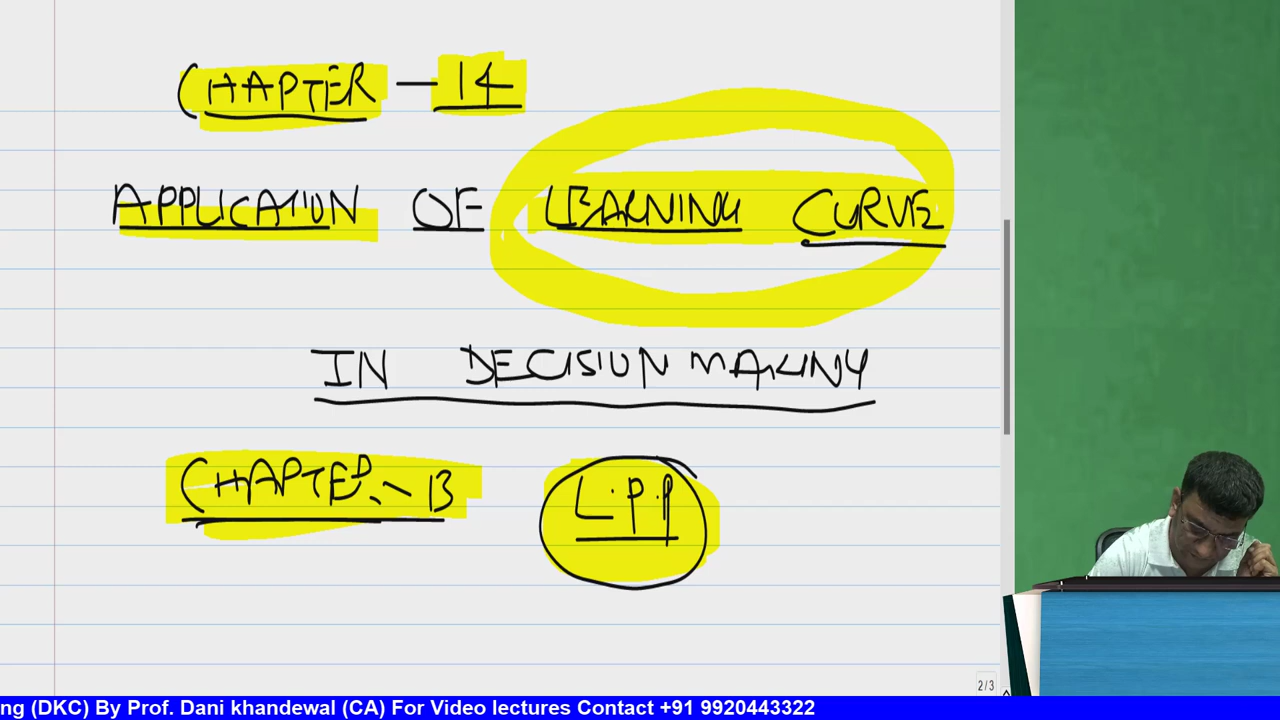 CHAPTER - 14
APPLICATION OF LEARNING CURVE
IN DECISION MAKING
CHAPTER - 13 L.P.P
2/3
ng (DKC) By Prof. Dani khandewal (CA) For Video lectures Contact +91 9920443322